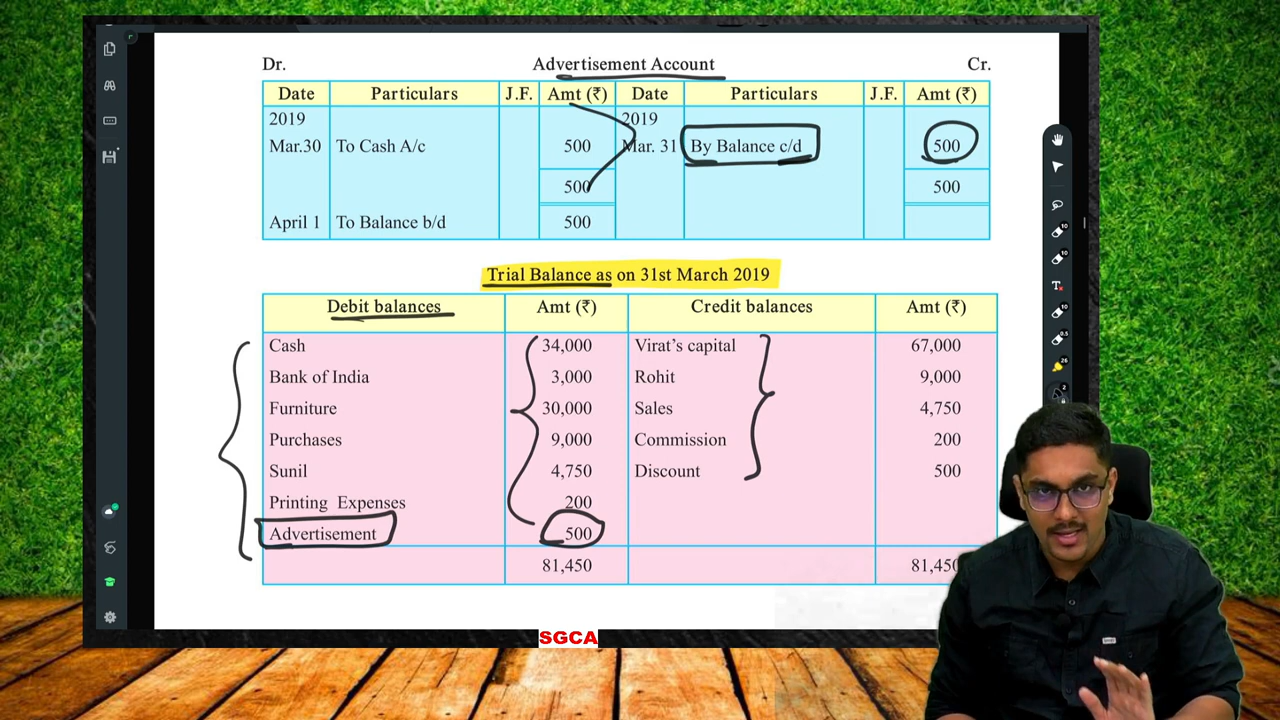 Dr. Advertisement Account Cr.
Date Particulars J.F. Amt (₹) Date Particulars J.F. Amt (₹)
2019 2019
Mar.30 To Cash A/c 500 Mar. 31 By Balance c/d 500
500 500
April 1 To Balance b/d 500
Trial Balance as on 31st March 2019
Debit balances Amt (₹) Credit balances Amt (₹)
Cash 34,000 Virat's capital 67,000
Bank of India 3,000 Rohit 9,000
Furniture 30,000 Sales 4,750
Purchases 9,000 Commission 200
Sunil 4,750 Discount 500
Printing Expenses 200
Advertisement 500
81,450 81,450
SGCA